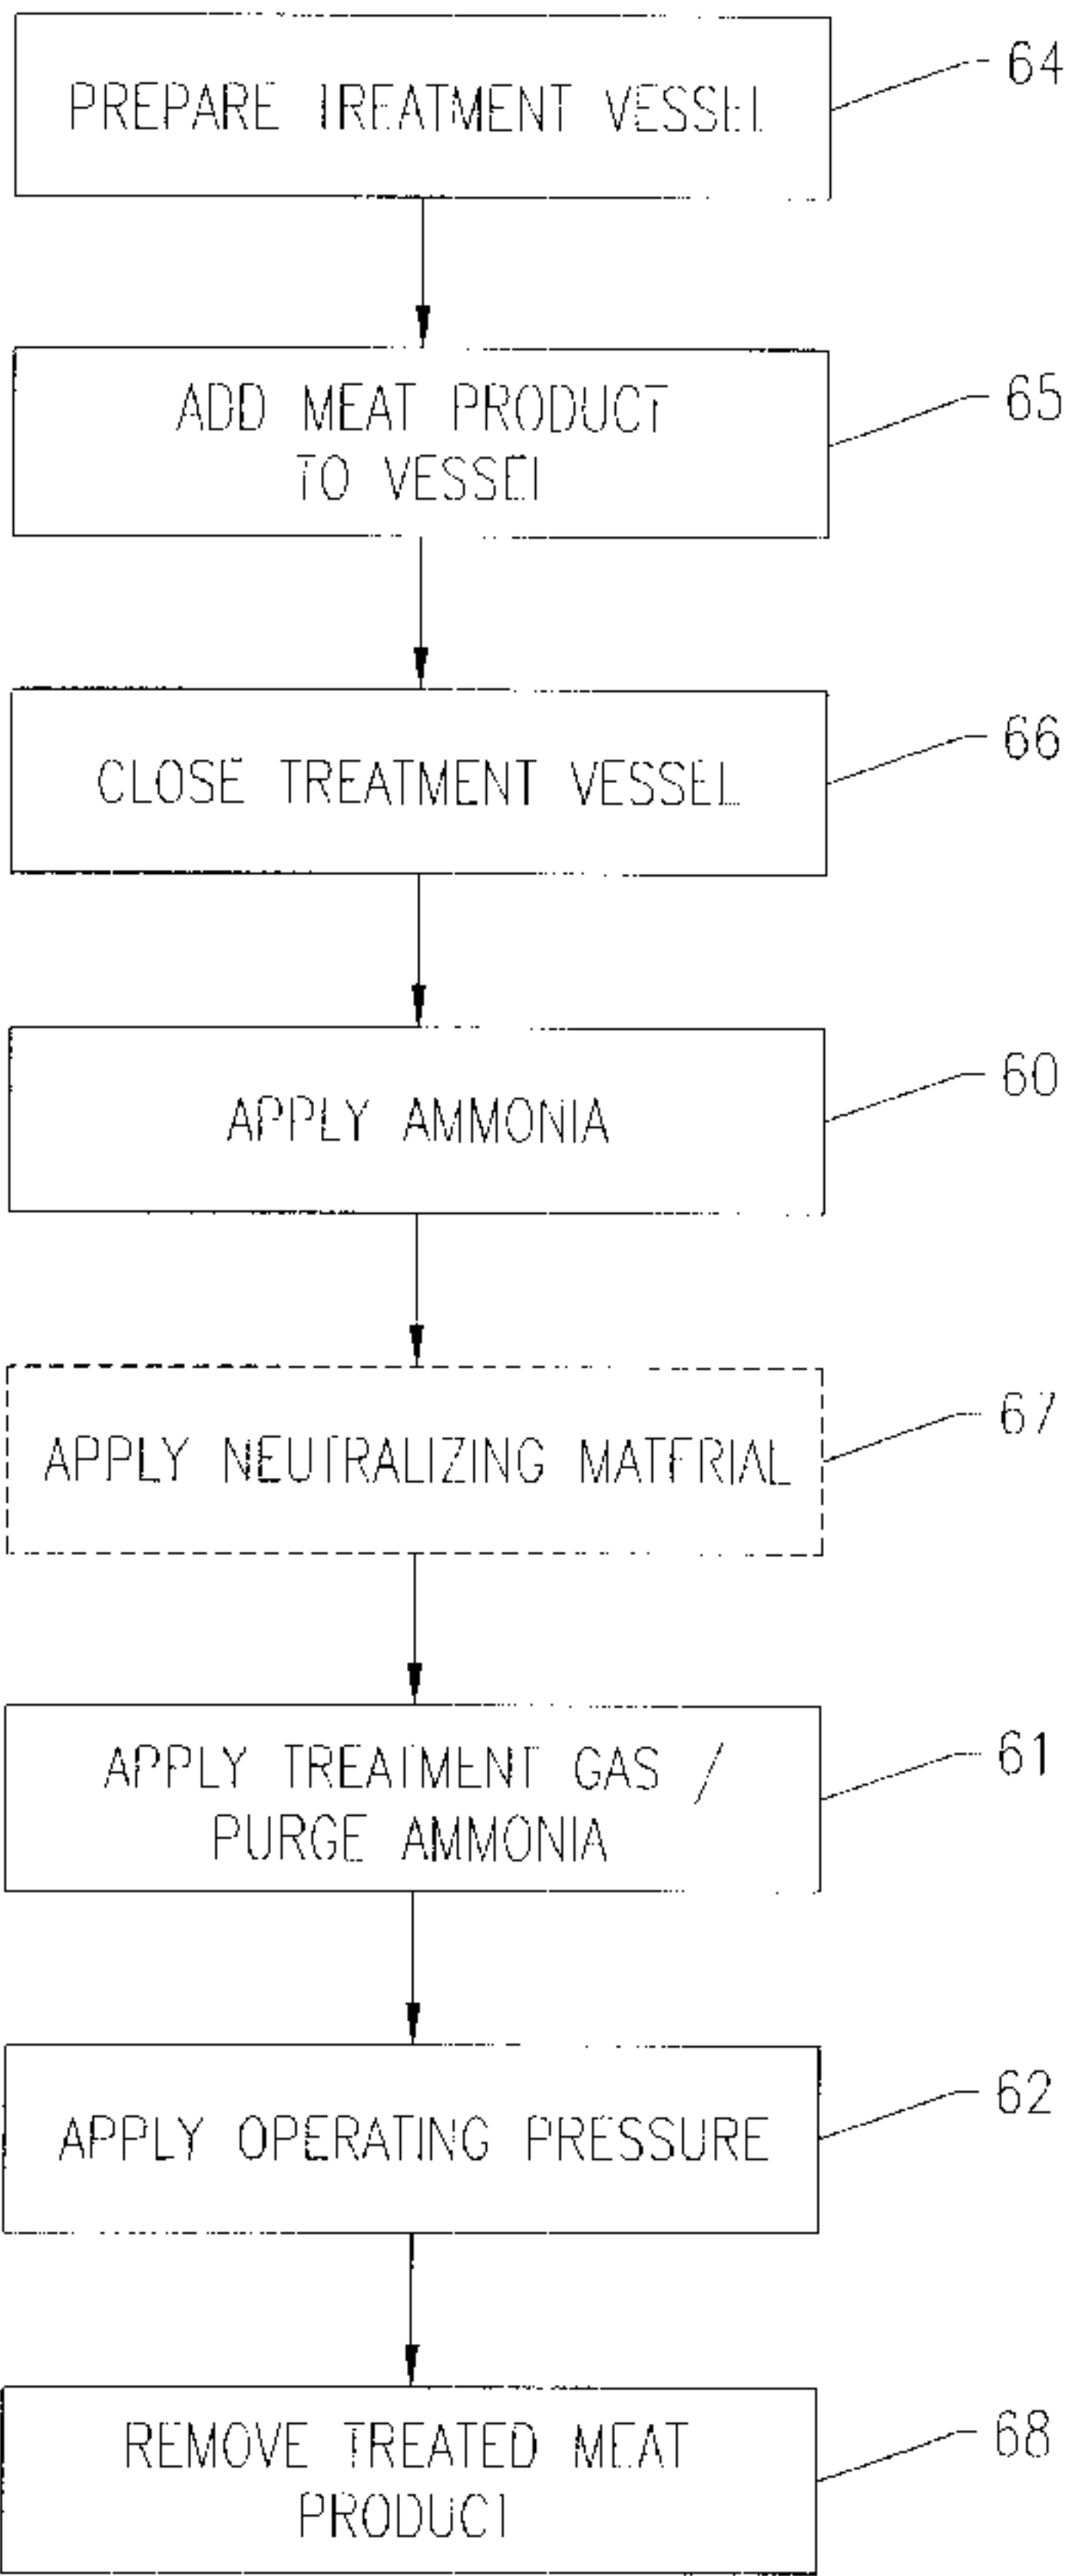 PREPARE TREATMENT VESSEL
64
ADD MEAT PRODUCT
TO VESSEL
65
CLOSE TREATMENT VESSEL
66
APPLY AMMONIA
60
APPLY NEUTRALIZING MATERIAL
67
APPLY TREATMENT GAS /
PURGE AMMONIA
61
APPLY OPERATING PRESSURE
62
REMOVE TREATED MEAT
PRODUCT
68